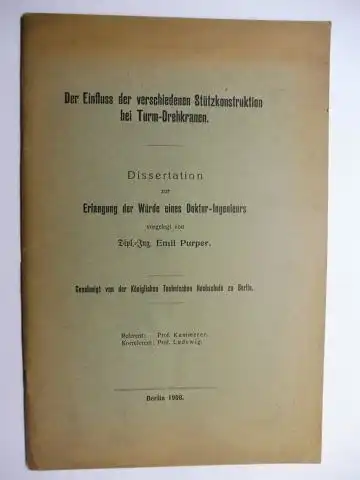 Der Einfluss der verschiedenen Stützkonstruktion
bei Turm-Drehkranen.
Dissertation
zur
Erlangung der Würde eines Doktor-Ingenieurs
vorgelegt von
Dipl.-Ing. Emil Purper.
Genehmigt von der Königlichen Technischen Hochschule zu Berlin.
Referent: Prof. Kammerer.
Korreferent: Prof. Ludewig.
Berlin 1908.